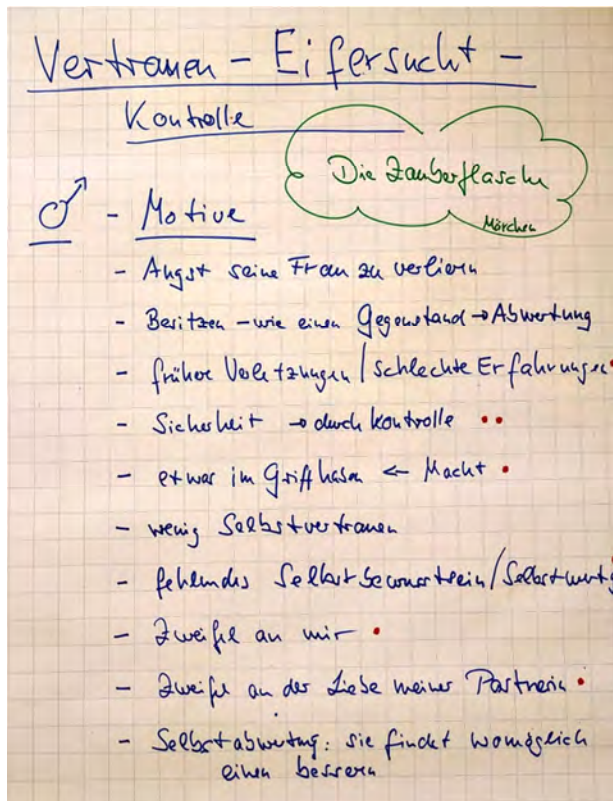 Vertrauen - Eifersucht -
Kontrolle
Die Zauberflasche
Märchen
♂ - Motive
- Angst seine Frau zu verlieren
- Besitzen - wie einen Gegenstand → Abwertung
- frühere Verletzungen / schlechte Erfahrungen •
- Sicherheit → durch Kontrolle ••
- etwas im Griff haben ← Macht •
- wenig Selbstvertrauen
- fehlendes Selbstbewusstsein / Selbstwertg
- Zweifel an mir •
- Zweifel an der Liebe meiner Partnerin •
- Selbstabwertung: sie findet womöglich
einen bessern